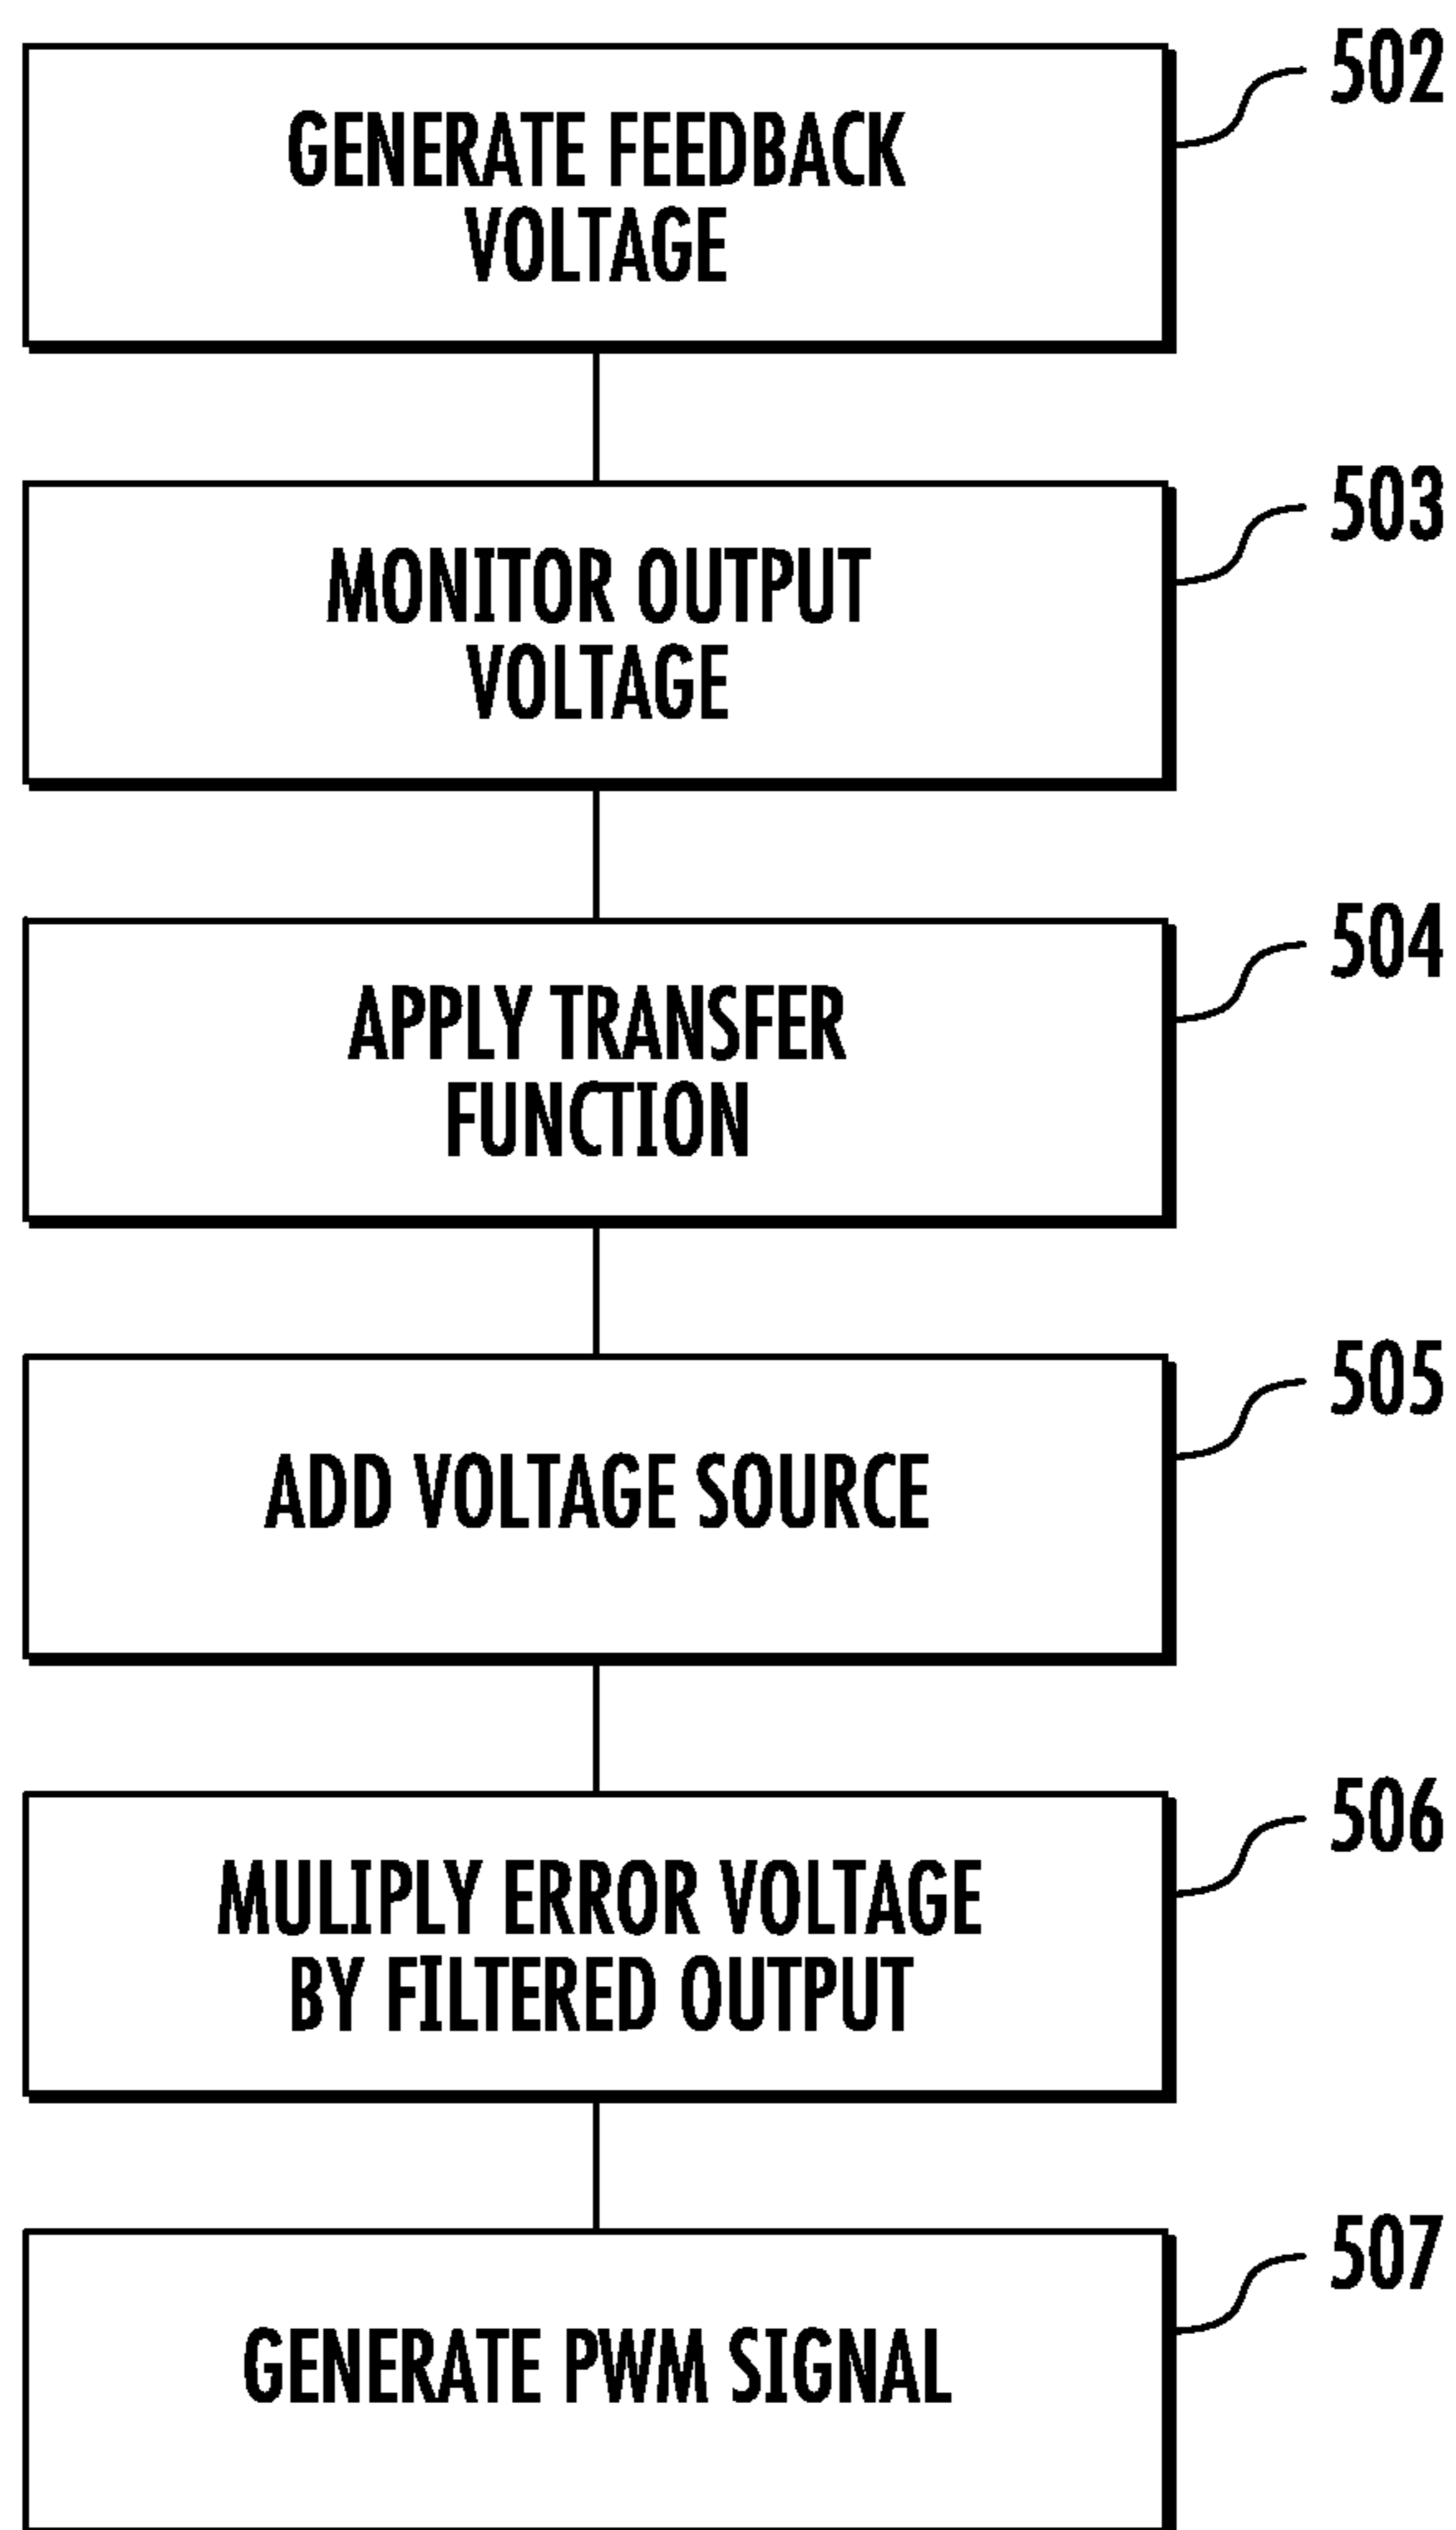 502
GENERATE FEEDBACK
VOLTAGE
503
MONITOR OUTPUT
VOLTAGE
504
APPLY TRANSFER
FUNCTION
505
ADD VOLTAGE SOURCE
506
MULIPLY ERROR VOLTAGE
BY FILTERED OUTPUT
507
GENERATE PWM SIGNAL